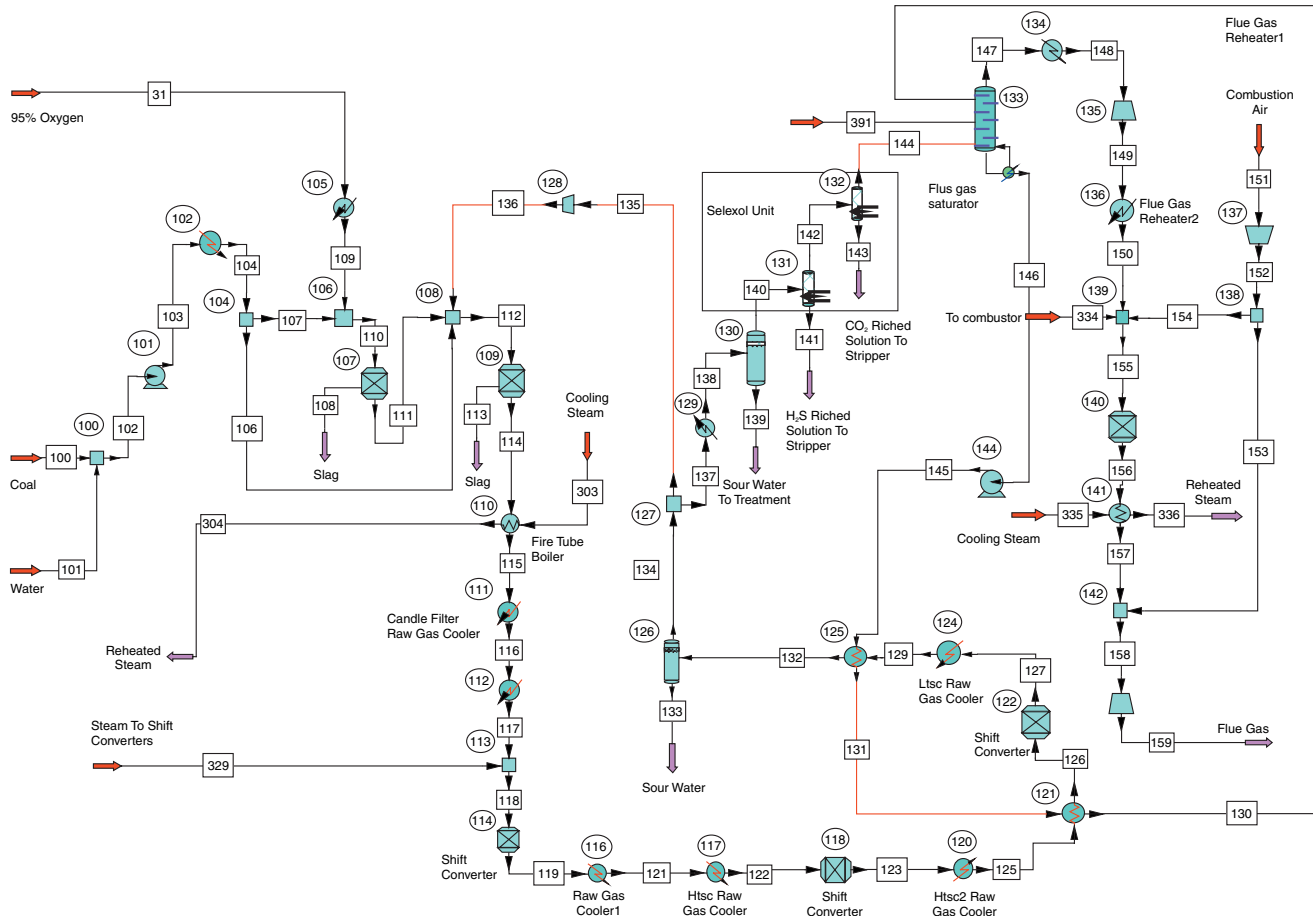 134
147
148
Flue Gas
Reheater1
31
95% Oxygen
133
135
Combustion
Air
391
144
149
151
105
128
132
Flus gas
saturator
136
Flue Gas
Reheater2
137
102
136
135
Selexol Unit
142
143
150
152
104
109
131
146
106
108
140
139
138
104
107
112
CO₂ Riched
Solution To
Stripper
To combustor
334
154
103
110
130
141
101
107
109
138
155
108
111
113
Cooling
Steam
129
139
H₂S Riched
Solution To
Stripper
140
102
106
114
153
100
100
Coal
Slag
Slag
137
Sour Water
To Treatment
145
144
156
303
127
141
Reheated
Steam
304
110
335
336
Cooling Steam
Fire Tube
Boiler
101
Water
115
134
157
111
142
Candle Filter
Raw Gas Cooler
126
125
124
116
132
129
158
Reheated
Steam
112
Ltsc Raw
Gas Cooler
127
122
133
117
Steam To Shift
Converters
113
131
Shift
Converter
159
Flue Gas
329
126
Sour Water
118
121
130
114
116
117
118
120
Shift
Converter
119
121
122
123
125
Raw Gas
Cooler1
Htsc Raw
Gas Cooler
Shift
Converter
Htsc2 Raw
Gas Cooler